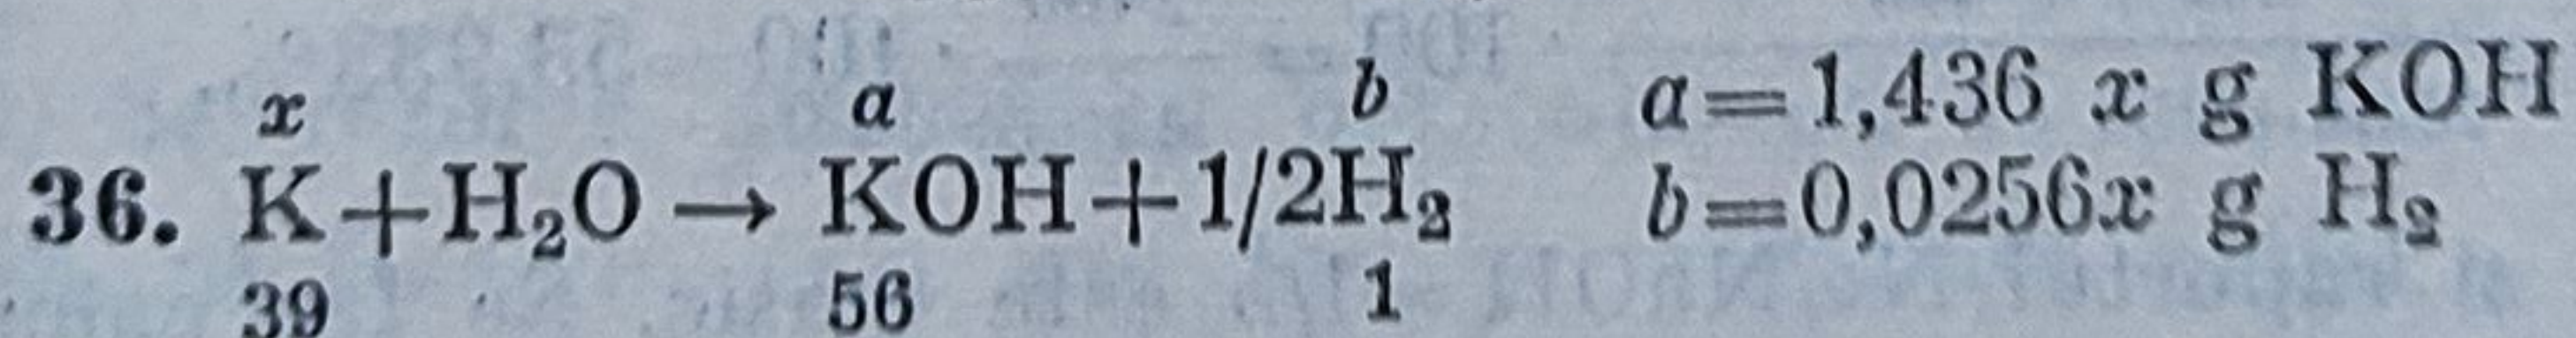 x a b a=1,436 x g KOH
36. K+H₂O → KOH+1/2H₂ b=0,0256x g H₂
39 56 1